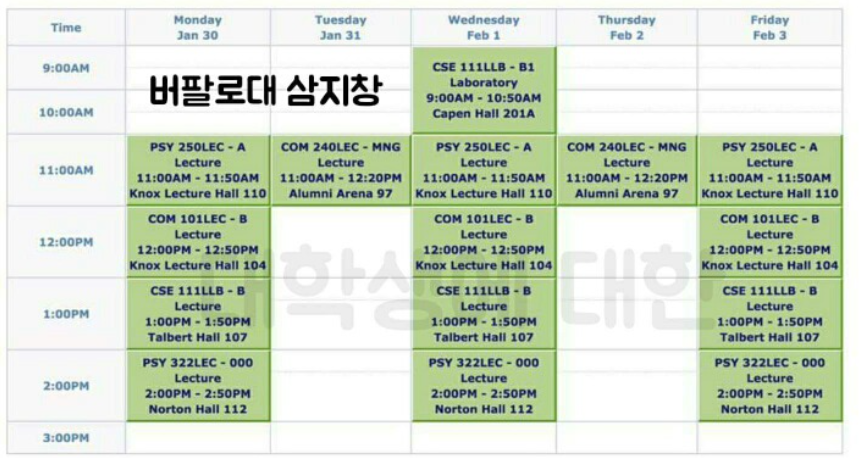 Time
Monday
Jan 30
Tuesday
Jan 31
Wednesday
Feb 1
Thursday
Feb 2
Friday
Feb 3
9:00AM
버팔로대 삼지창
CSE 111LLB - B1
Laboratory
9:00AM - 10:50AM
Capen Hall 201A
10:00AM
11:00AM
PSY 250LEC - A
Lecture
11:00AM - 11:50AM
Knox Lecture Hall 110
COM 240LEC - MNG
Lecture
11:00AM - 12:20PM
Alumni Arena 97
PSY 250LEC - A
Lecture
11:00AM - 11:50AM
Knox Lecture Hall 110
COM 240LEC - MNG
Lecture
11:00AM - 12:20PM
Alumni Arena 97
PSY 250LEC - A
Lecture
11:00AM - 11:50AM
Knox Lecture Hall 110
12:00PM
COM 101LEC - B
Lecture
12:00PM - 12:50PM
Knox Lecture Hall 104
COM 101LEC - B
Lecture
12:00PM - 12:50PM
Knox Lecture Hall 104
COM 101LEC - B
Lecture
12:00PM - 12:50PM
Knox Lecture Hall 104
대학생에 대한
1:00PM
CSE 111LLB - B
Lecture
1:00PM - 1:50PM
Talbert Hall 107
CSE 111LLB - B
Lecture
1:00PM - 1:50PM
Talbert Hall 107
CSE 111LLB - B
Lecture
1:00PM - 1:50PM
Talbert Hall 107
2:00PM
PSY 322LEC - 000
Lecture
2:00PM - 2:50PM
Norton Hall 112
PSY 322LEC - 000
Lecture
2:00PM - 2:50PM
Norton Hall 112
PSY 322LEC - 000
Lecture
2:00PM - 2:50PM
Norton Hall 112
3:00PM